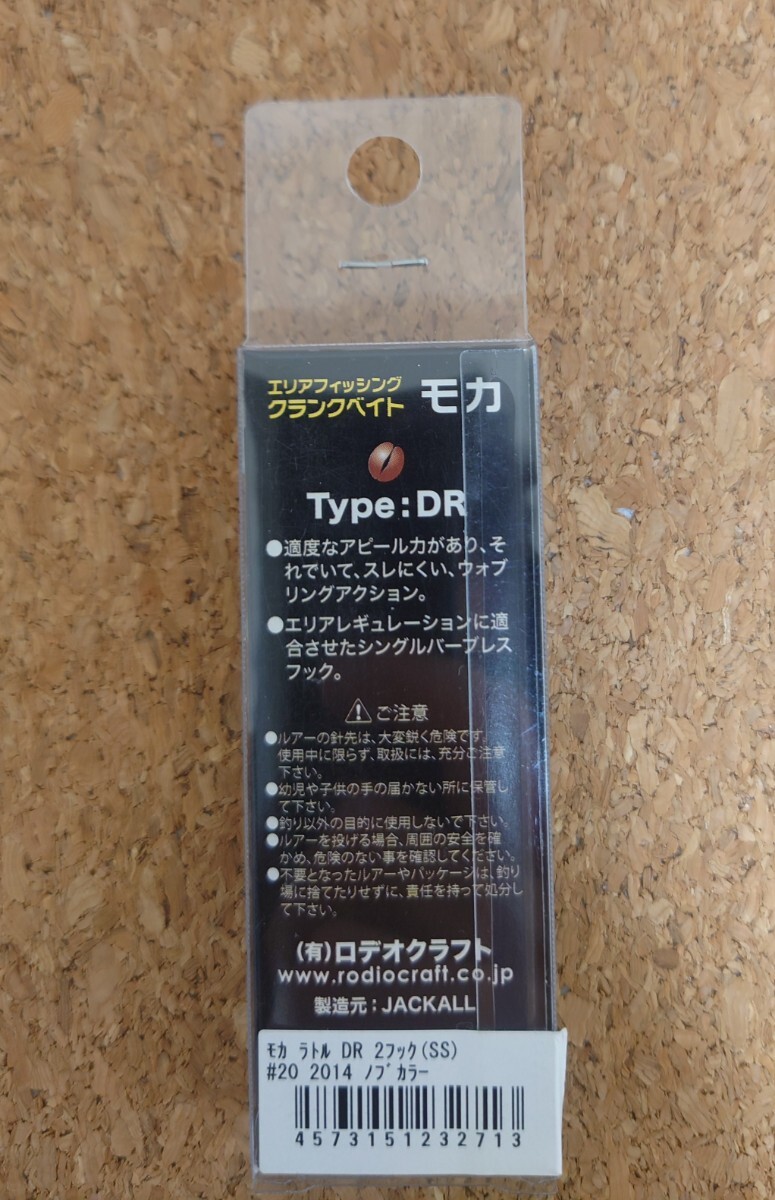 エリアフィッシング
クランクベイト モカ
Type:DR
●適度なアピール力があり、そ
れでいて、スレにくい、ウォブ
リングアクション。
●エリアレギュレーションに適
合させたシングルバーブレス
フック。
⚠ご注意
●ルアーの針先は、大変鋭く危険です。
使用中に限らず、取扱には、充分ご注意
下さい。
●幼児や子供の手の届かない所に保管し
て下さい。
●釣り以外の目的に使用しないで下さい。
●ルアーを投げる場合、周囲の安全を確
かめ、危険のない事を確認してください。
●不要となったルアーやパッケージは、釣り
場に捨てたりせずに、責任を持って処分し
て下さい。
(有)ロデオクラフト
www.rodiocraft.co.jp
製造元:JACKALL
ﾓｶ ﾗﾄﾙ DR 2ﾌｯｸ(SS)
#20 2014 ﾉﾌﾞｶﾗｰ
4573151232713